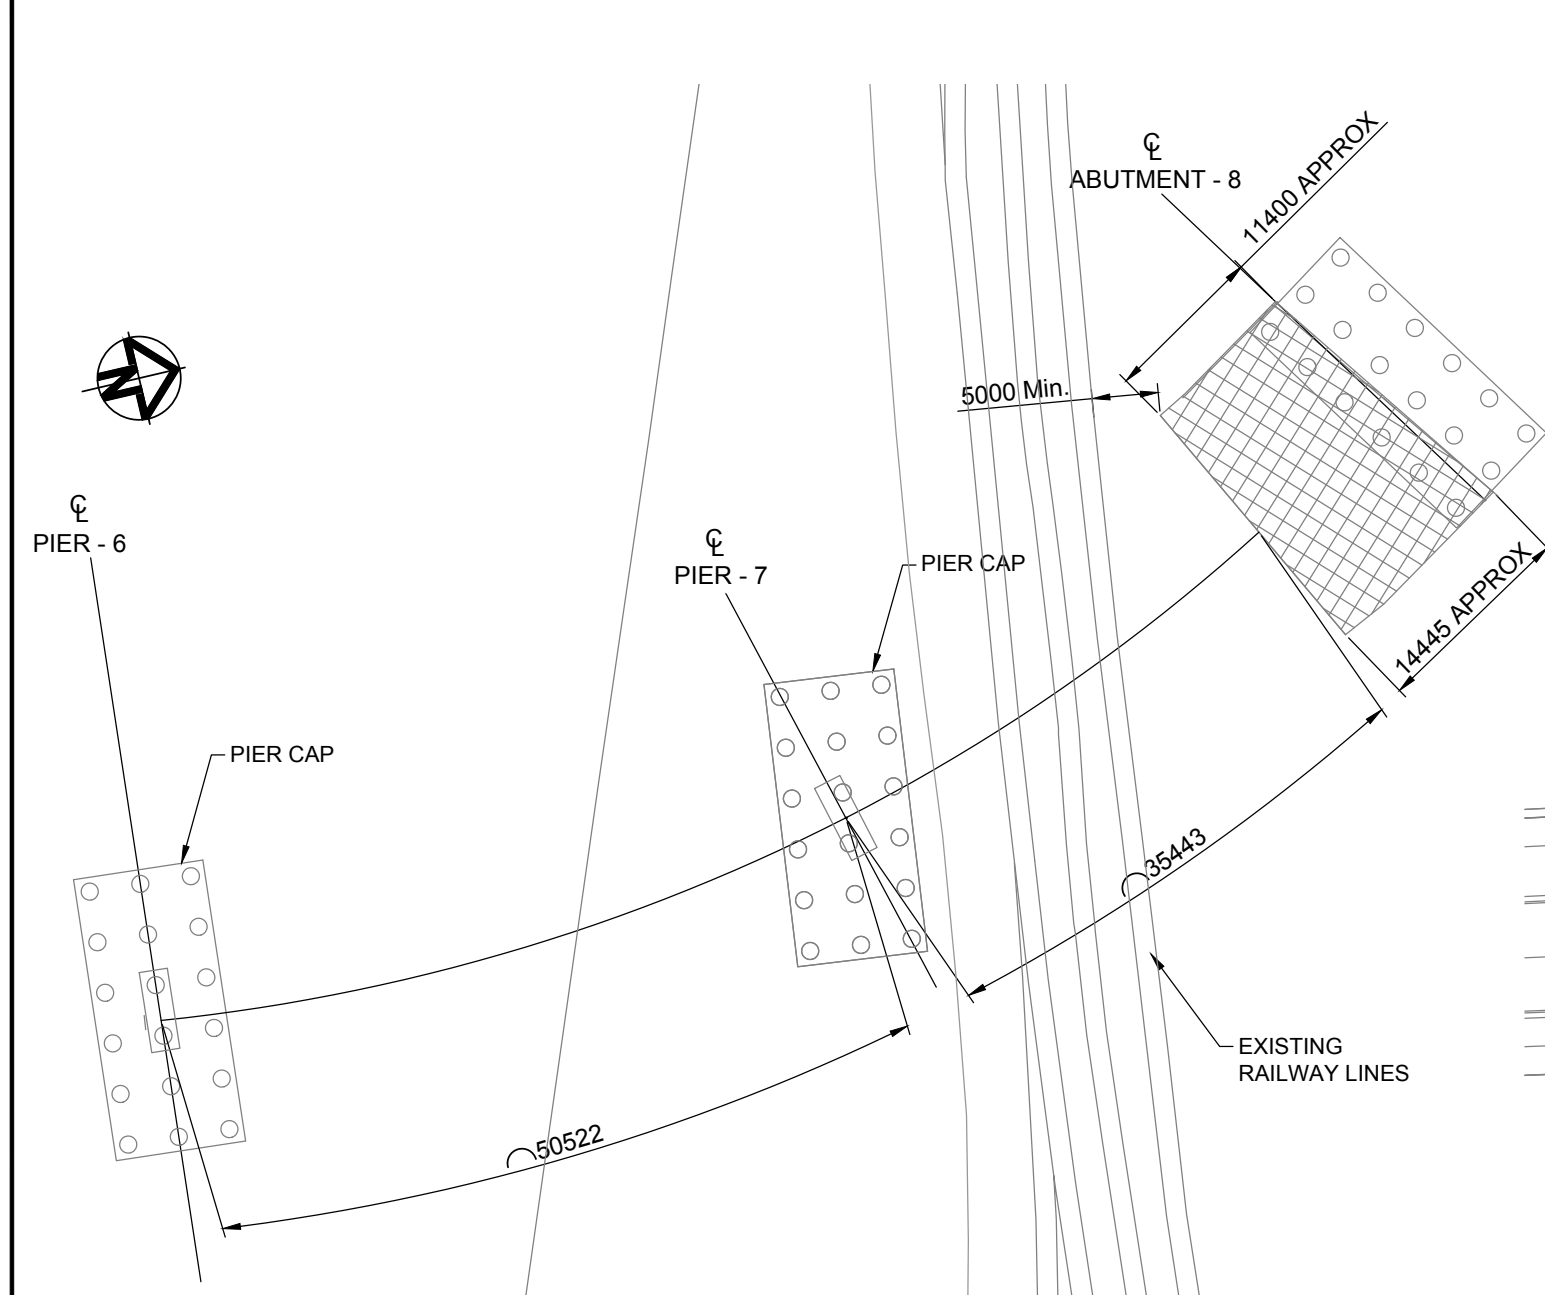 ℄
ABUTMENT - 8
11400 APPROX
5000 Min.
N
℄
PIER - 6
℄
PIER - 7
PIER CAP
14445 APPROX
PIER CAP
35443
EXISTING
RAILWAY LINES
50522